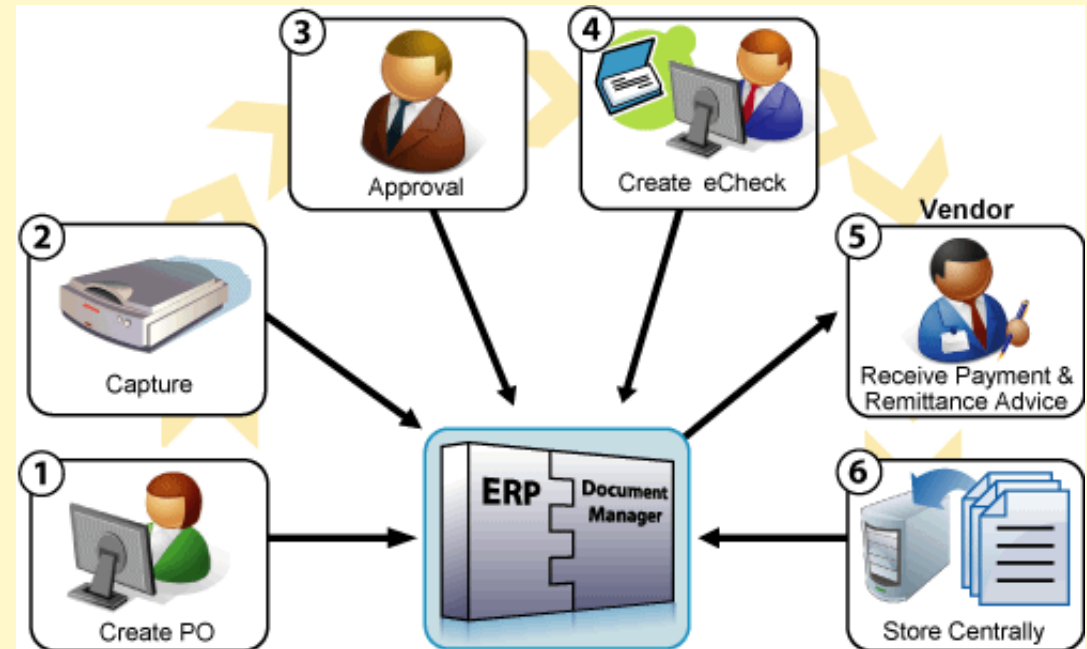 1
Create PO
2
Capture
3
Approval
4
Create eCheck
Vendor
5
Receive Payment &
Remittance Advice
6
Store Centrally
ERP
Document
Manager